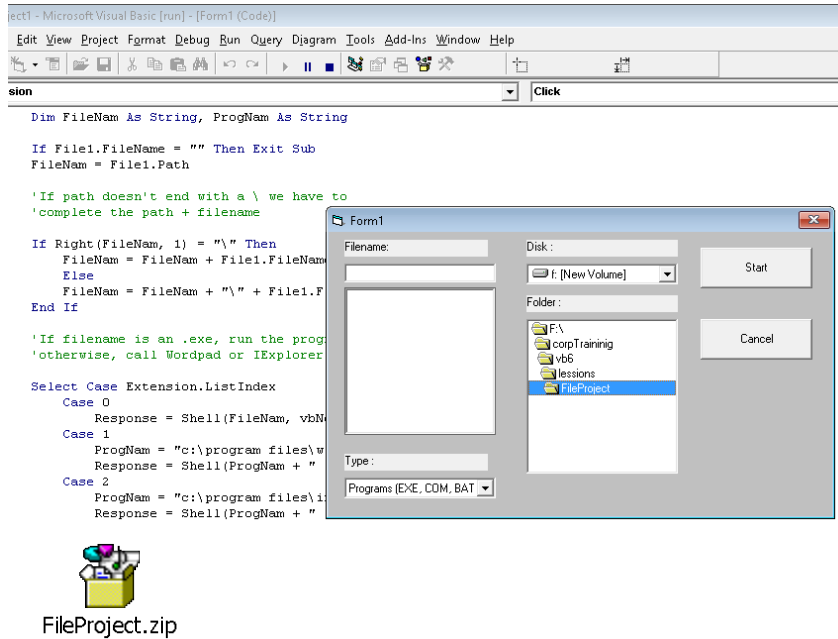 ject1 - Microsoft Visual Basic [run] - [Form1 (Code)]
Edit View Project Format Debug Run Query Diagram Tools Add-Ins Window Help
sion Click
Dim FileNam As String, ProgNam As String
If File1.FileName = "" Then Exit Sub
FileNam = File1.Path
'If path doesn't end with a \ we have to
'complete the path + filename
If Right(FileNam, 1) = "\" Then
FileNam = FileNam + File1.FileName
Else
FileNam = FileNam + "\" + File1.F
End If
'If filename is an .exe, run the prog
'otherwise, call Wordpad or IExplorer
Select Case Extension.ListIndex
Case 0
Response = Shell(FileNam, vbN
Case 1
ProgNam = "c:\program files\w
Response = Shell(ProgNam + "
Case 2
ProgNam = "c:\program files\i
Response = Shell(ProgNam + "
Form1
Filename:
Type :
Programs (EXE, COM, BAT
Disk :
f: [New Volume]
Folder :
F:\
corpTraininig
vb6
lessions
FileProject
Start
Cancel
FileProject.zip